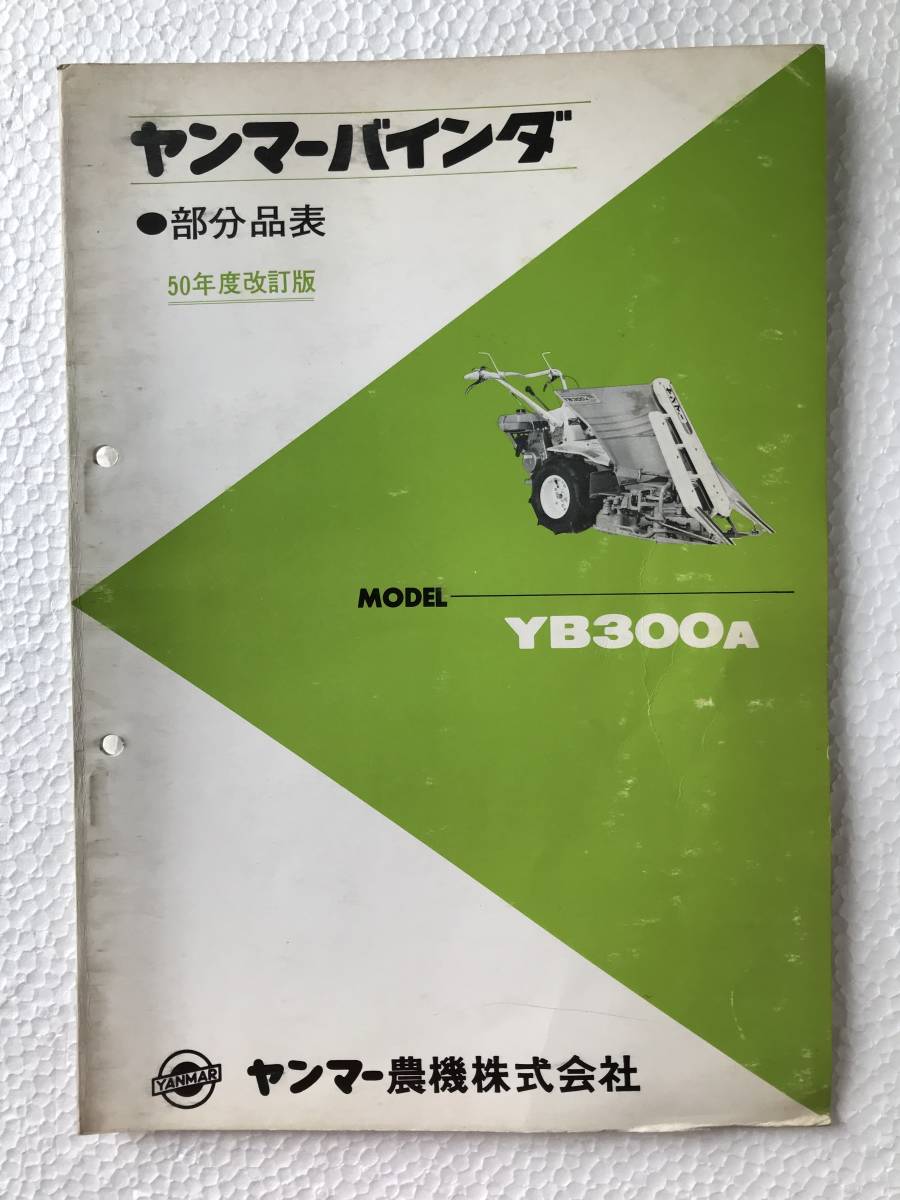 ヤンマーバインダ
●部分品表
50年度改訂版
YB300A
MODEL
YB300A
YANMAR
ヤンマー農機株式会社